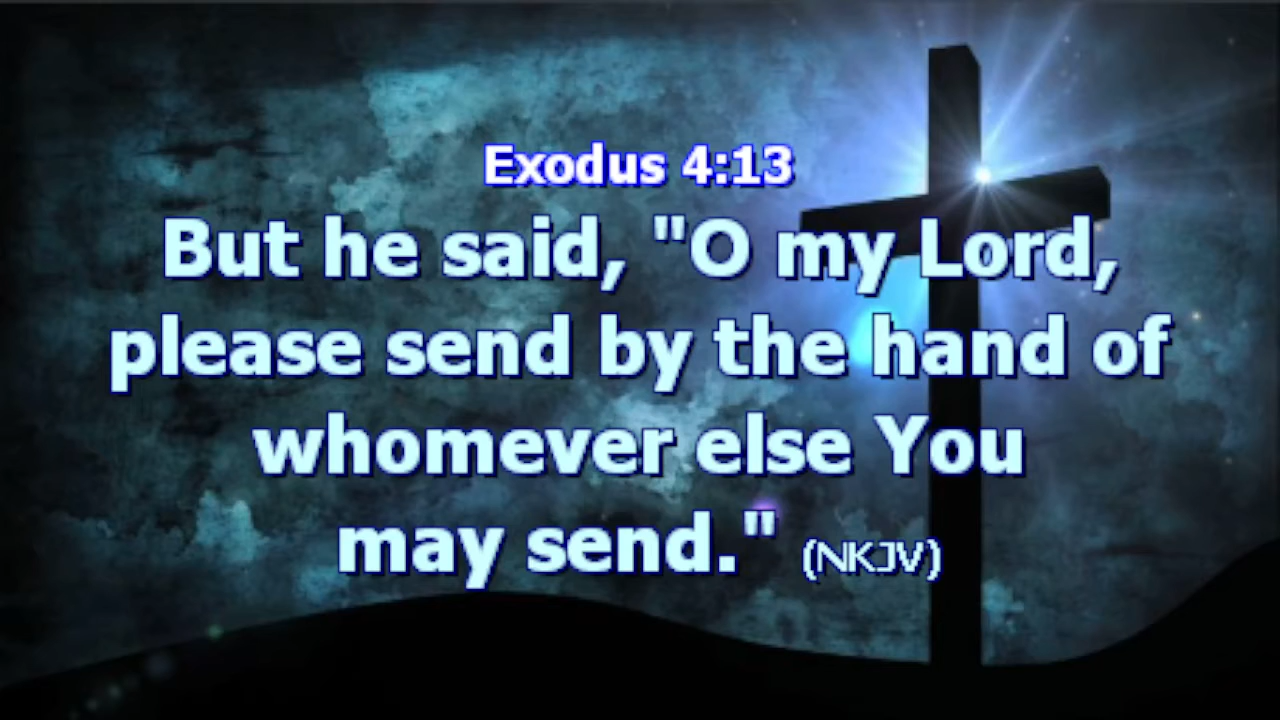 Exodus 4:13
But he said, "O my Lord,
please send by the hand of
whomever else You
may send." (NKJV)